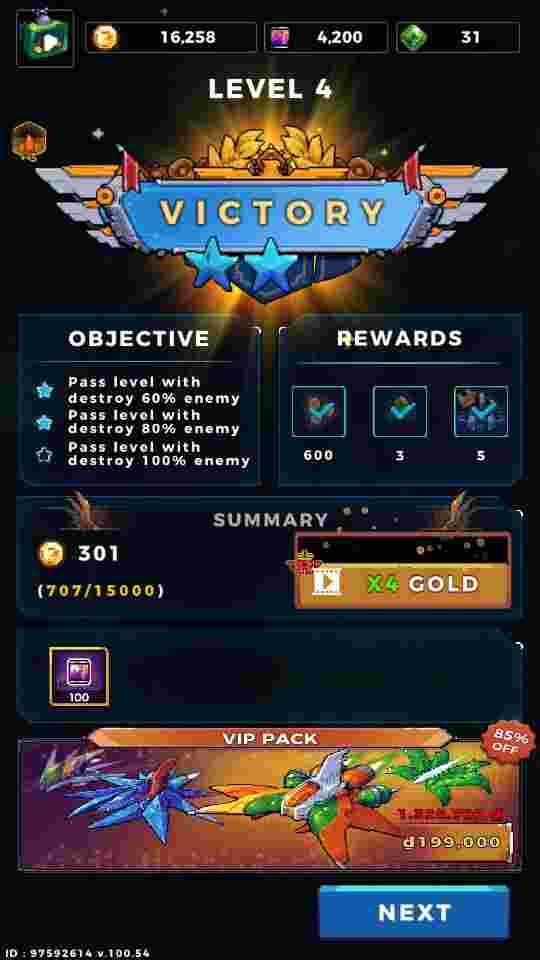 16,258
4,200
31
LEVEL 4
VICTORY
OBJECTIVE
Pass level with
destroy 60% enemy
Pass level with
destroy 80% enemy
Pass level with
destroy 100% enemy
REWARDS
600
3
5
SUMMARY
301
(707/15000)
X4 GOLD
100
VIP PACK
85%
OFF
đ199,000
NEXT
ID : 97592614 v.100.54